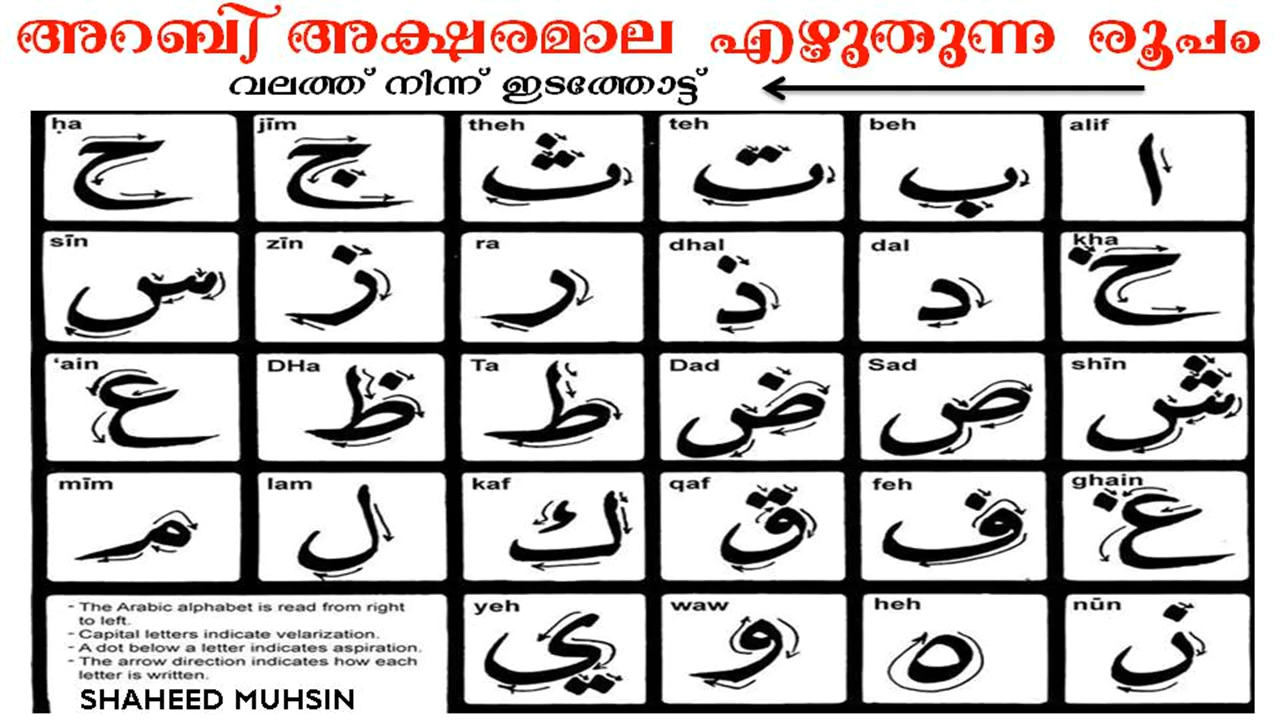 അറബി അക്ഷരമാല എഴുതുന്ന രൂപം
വലത്ത് നിന്ന് ഇടത്തോട്ട്
ḥa jīm theh teh beh alif
ح ج ث ت ب ا
sīn zīn ra dhal dal kha
س ز ر ذ د خ
‘ain DHa Ta Dad Sad shīn
ع ظ ط ض ص ش
mīm lam kaf qaf feh ghain
م ل ك ق ف غ
yeh waw heh nūn
ي و ه ن
- The Arabic alphabet is read from right
to left.
- Capital letters indicate velarization.
- A dot below a letter indicates aspiration.
- The arrow direction indicates how each
letter is written.
SHAHEED MUHSIN